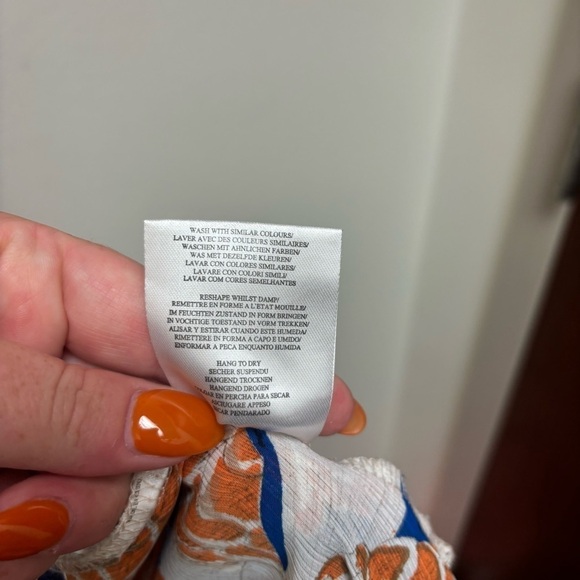 WASH WITH SIMILAR COLOURS/
LAVER AVEC DES COULEURS SIMILAIRES/
WASCHEN MIT AHNLICHEN FARBEN/
WAS MET DEZELFDE KLEUREN/
LAVAR CON COLORES SIMILARES/
LAVARE CON COLORI SIMILI/
LAVAR COM CORES SEMELHANTES
RESHAPE WHILST DAMP/
REMETTRE EN FORME A L'ETAT MOUILLE/
IM FEUCHTEN ZUSTAND IN FORM BRINGEN/
IN VOCHTIGE TOESTAND IN VORM TREKKEN/
ALISAR Y ESTIRAR CUANDO ESTE HUMEDA/
RIMETTERE IN FORMA A CAPO E UMIDO/
ENFORMAR A PECA ENQUANTO HUMIDA
HANG TO DRY
SECHER SUSPENDU
HANGEND TROCKNEN
HANGEND DROGEN
EN PERCHA PARA SECAR
APPESO
PENDARADO